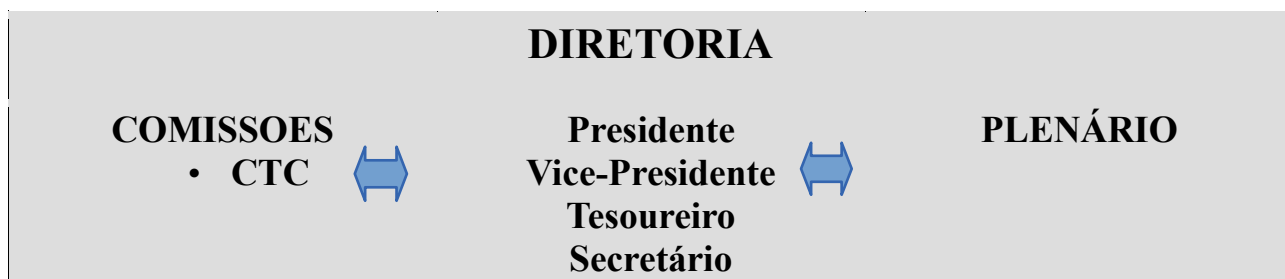 DIRETORIA
COMISSOES
• CTC
Presidente
Vice-Presidente
Tesoureiro
Secretário
PLENÁRIO